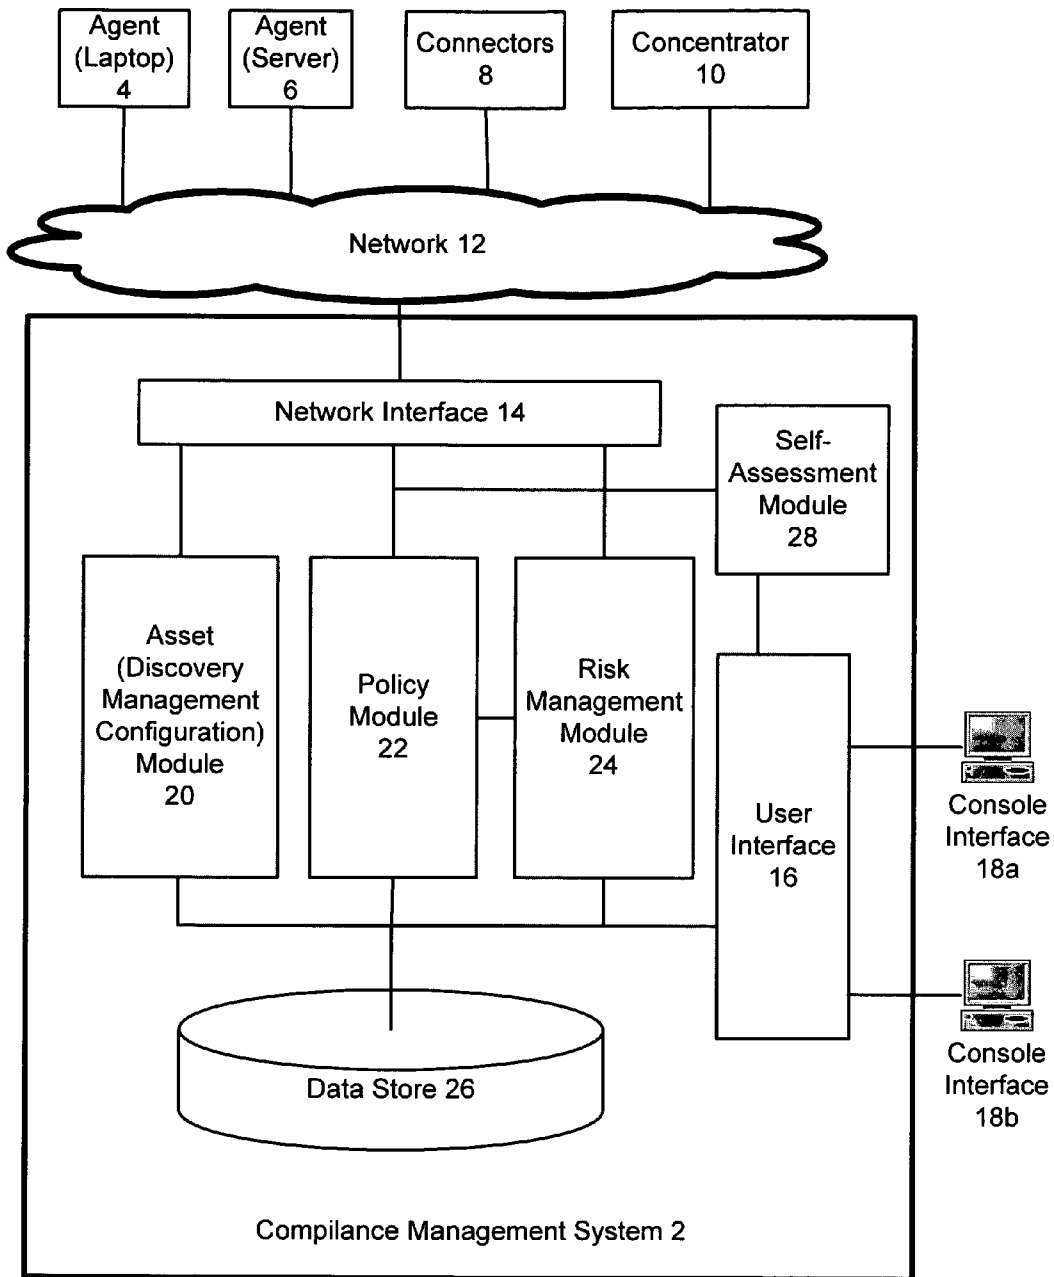 Agent
(Laptop)
4
Agent
(Server)
6
Connectors
8
Concentrator
10
Network 12
Network Interface 14
Self-
Assessment
Module
28
Asset
(Discovery
Management
Configuration)
Module
20
Policy
Module
22
Risk
Management
Module
24
User
Interface
16
Console
Interface
18a
Console
Interface
18b
Data Store 26
Compilance Management System 2